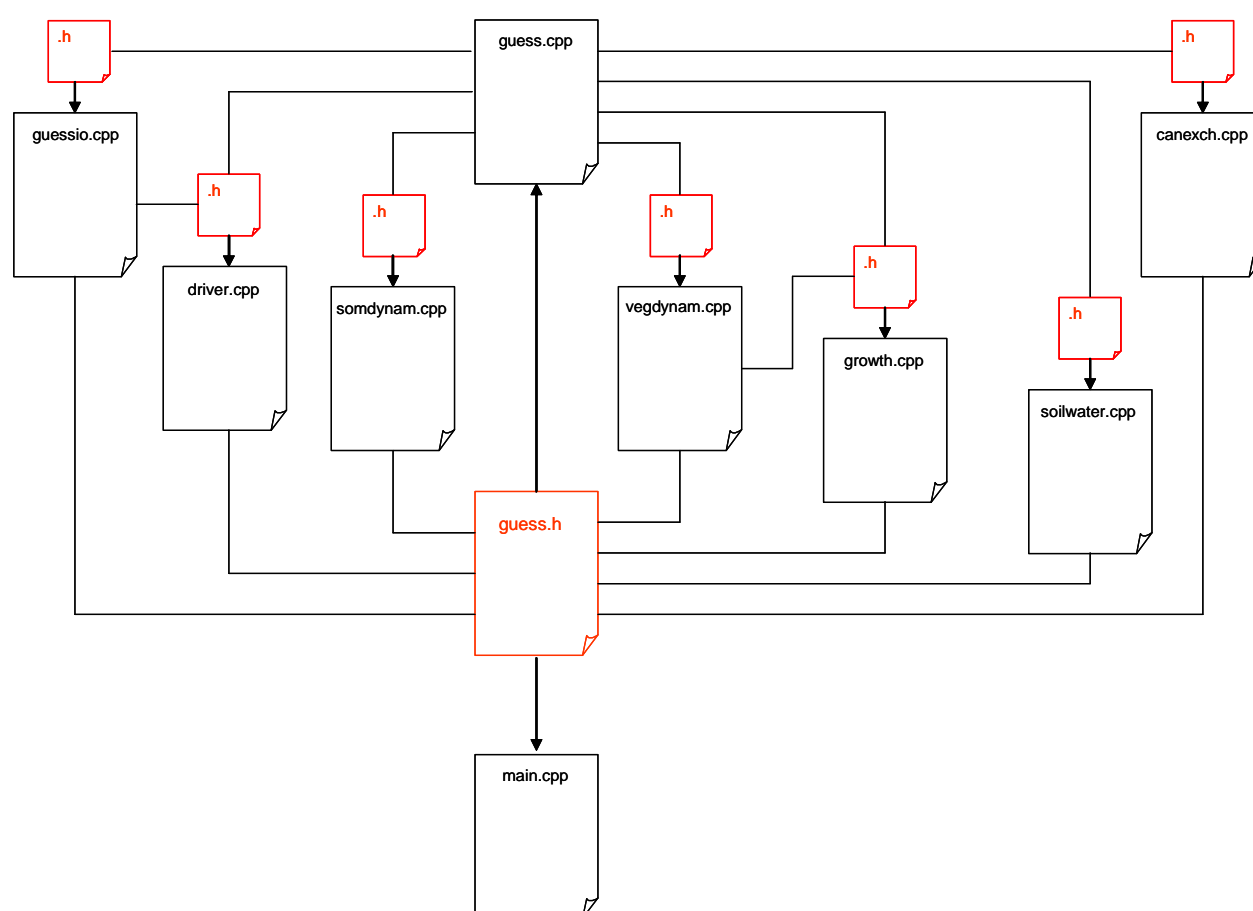 .h
guess.cpp
.h
guessio.cpp
canexch.cpp
.h
.h
.h
driver.cpp
somdynam.cpp
vegdynam.cpp
.h
.h
growth.cpp
soilwater.cpp
guess.h
main.cpp